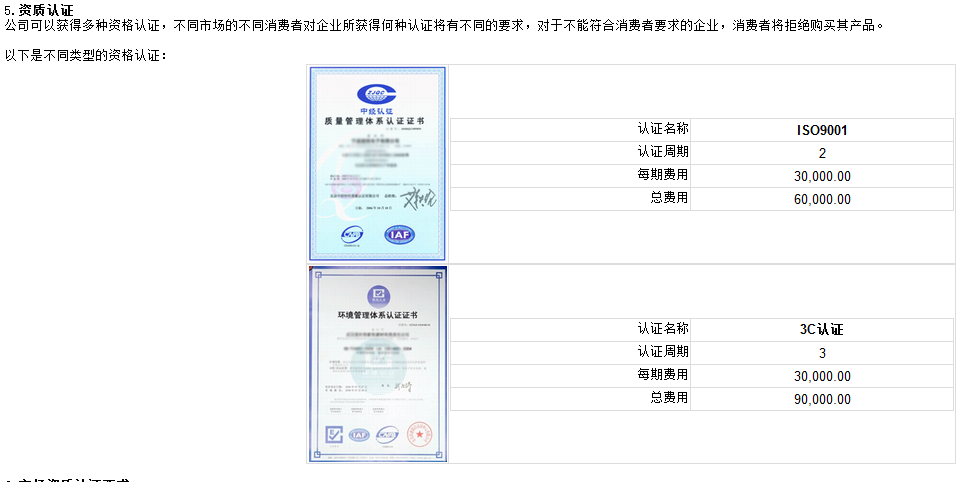 5. 资质认证
公司可以获得多种资格认证，不同市场的不同消费者对企业所获得何种认证将有不同的要求，对于不能符合消费者要求的企业，消费者将拒绝购买其产品。
以下是不同类型的资格认证：
ZJQC
中经认证
质量管理体系认证证书
CNAB
IAF
认证名称 ISO9001
认证周期 2
每期费用 30,000.00
总费用 60,000.00
环境管理体系认证证书
IAF
CNAB
认证名称 3C认证
认证周期 3
每期费用 30,000.00
总费用 90,000.00